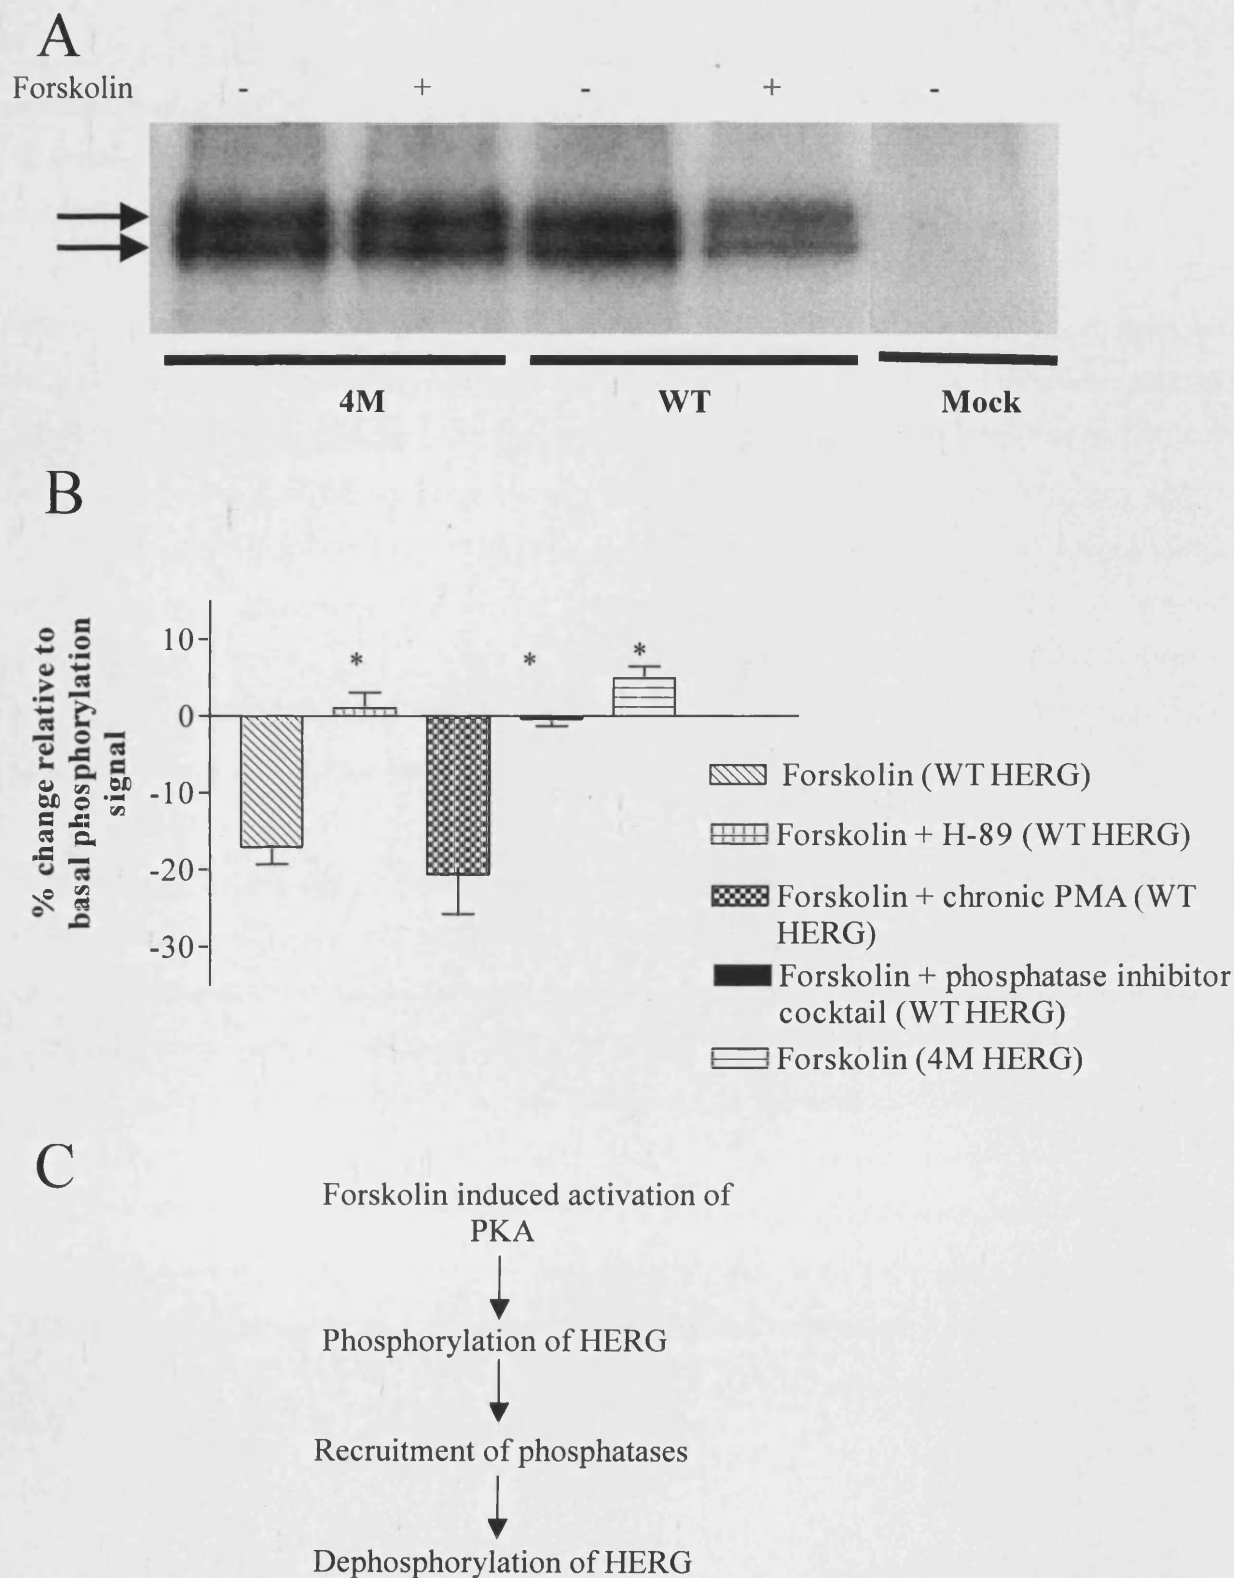 A
Forskolin - + - + -
4M WT Mock
B
% change relative to
basal phosphorylation
signal
10
0
-10
-20
-30
* * *
Forskolin (WT HERG)
Forskolin + H-89 (WT HERG)
Forskolin + chronic PMA (WT
HERG)
Forskolin + phosphatase inhibitor
cocktail (WT HERG)
Forskolin (4M HERG)
C
Forskolin induced activation of
PKA
Phosphorylation of HERG
Recruitment of phosphatases
Dephosphorylation of HERG